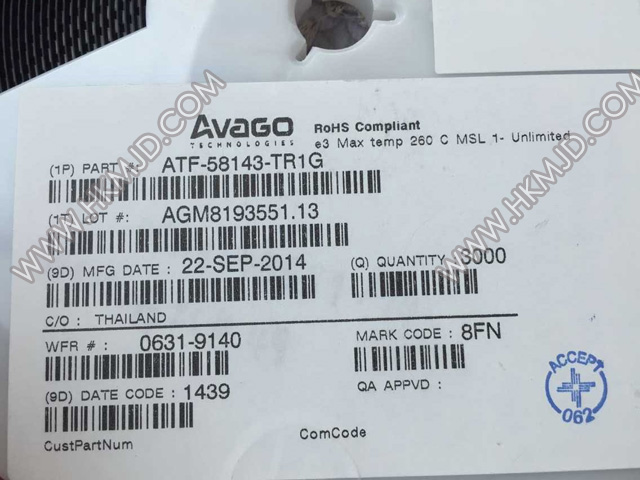 AVAGO
TECHNOLOGIES
RoHS Compliant
e3 Max temp 260 C MSL 1- Unlimited
(1P) PART #: ATF-58143-TR1G
(1T) LOT #: AGM8193551.13
(9D) MFG DATE : 22-SEP-2014
(Q) QUANTITY 3000
C/O : THAILAND
WFR # : 0631-9140
MARK CODE : 8FN
(9D) DATE CODE : 1439
QA APPVD :
CustPartNum
ComCode
ACCEPT
062
WWW.HKMJD.COM
WWW.HKMJD.COM